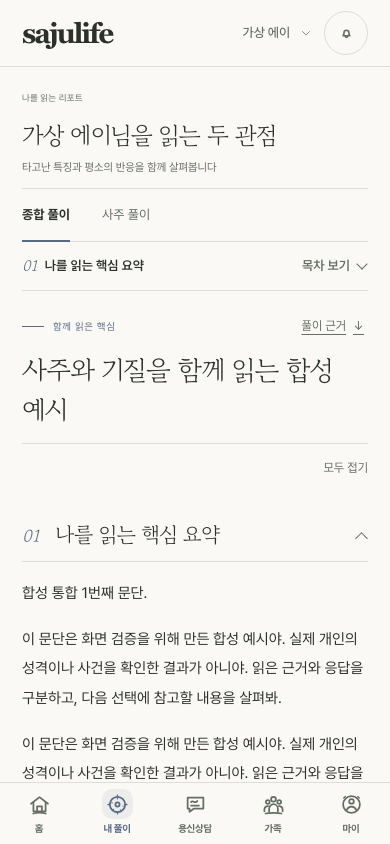 sajulife
가상 에이
나를 읽는 리포트
가상 에이님을 읽는 두 관점
타고난 특징과 평소의 반응을 함께 살펴봅니다
종합 풀이
사주 풀이
01 나를 읽는 핵심 요약
목차 보기
함께 읽은 핵심
풀이 근거 ↓
사주와 기질을 함께 읽는 합성
예시
모두 접기
01 나를 읽는 핵심 요약
합성 통합 1번째 문단.
이 문단은 화면 검증을 위해 만든 합성 예시야. 실제 개인의
성격이나 사건을 확인한 결과가 아니야. 읽은 근거와 응답을
구분하고, 다음 선택에 참고할 내용을 살펴봐.
이 문단은 화면 검증을 위해 만든 합성 예시야. 실제 개인의
성격이나 사건을 확인한 결과가 아니야. 읽은 근거와 응답을
홈
내 풀이
용신상담
가족
마이